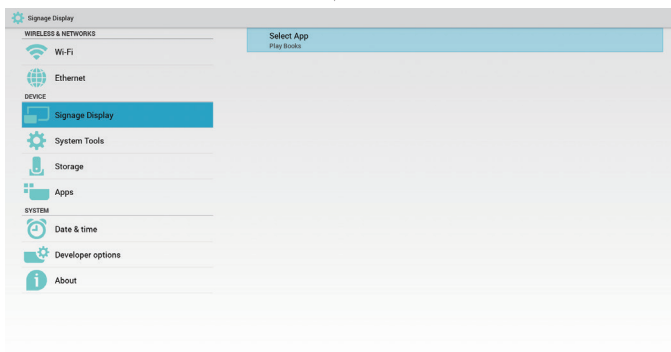 Signage Display
WIRELESS & NETWORKS
Wi-Fi
Ethernet
DEVICE
Signage Display
System Tools
Storage
Apps
SYSTEM
Date & time
Developer options
About
Select App
Play Books